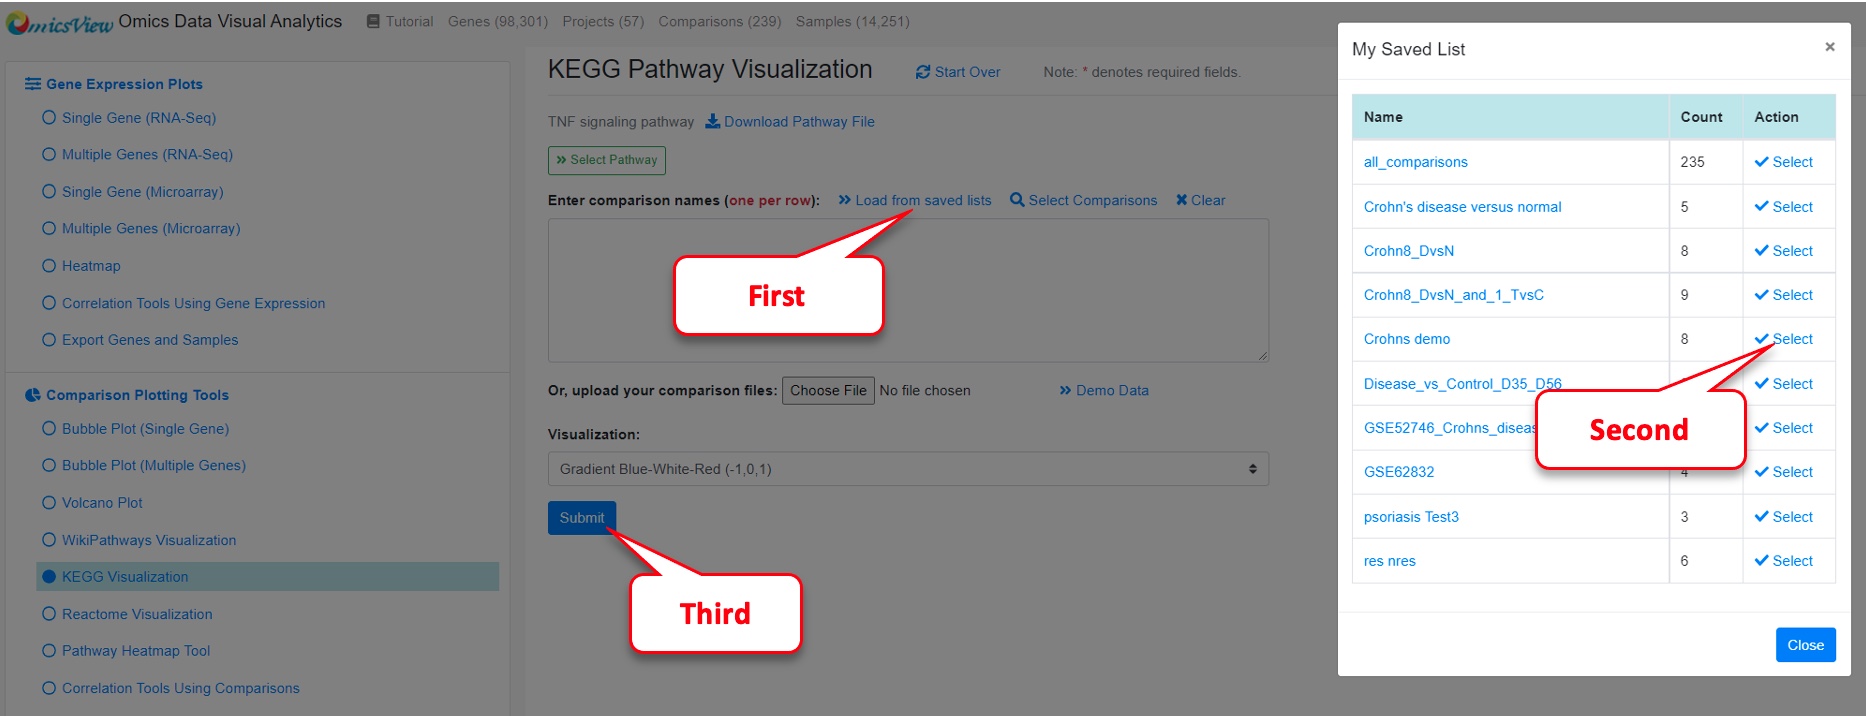 OmicsView Omics Data Visual Analytics Tutorial Genes (98,301) Projects (57) Comparisons (239) Samples (14,251)
Gene Expression Plots
Single Gene (RNA-Seq)
Multiple Genes (RNA-Seq)
Single Gene (Microarray)
Multiple Genes (Microarray)
Heatmap
Correlation Tools Using Gene Expression
Export Genes and Samples
Comparison Plotting Tools
Bubble Plot (Single Gene)
Bubble Plot (Multiple Genes)
Volcano Plot
WikiPathways Visualization
KEGG Visualization
Reactome Visualization
Pathway Heatmap Tool
Correlation Tools Using Comparisons
KEGG Pathway Visualization Start Over Note: * denotes required fields.
TNF signaling pathway Download Pathway File
» Select Pathway
Enter comparison names (one per row): » Load from saved lists Select Comparisons Clear
First
Or, upload your comparison files: Choose File No file chosen » Demo Data
Visualization:
Gradient Blue-White-Red (-1,0,1)
Submit
Third
My Saved List ×
Name Count Action
all_comparisons 235 Select
Crohn's disease versus normal 5 Select
Crohn8_DvsN 8 Select
Crohn8_DvsN_and_1_TvsC 9 Select
Crohns demo 8 Select
Disease_vs_Control_D35_D56 Select
GSE52746_Crohns_diseas Select
Second
GSE62832 4 Select
psoriasis Test3 3 Select
res nres 6 Select
Close